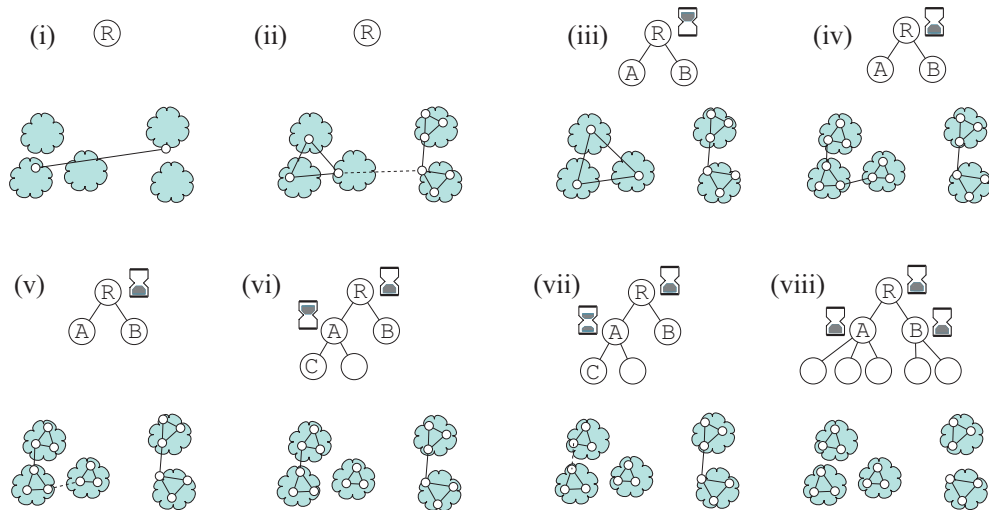 (i) R
(ii) R
(iii) R
A B
(iv) R
A B
(v) R
A B
(vi) R
A B
C
(vii) R
A B
C
(viii) R
A B